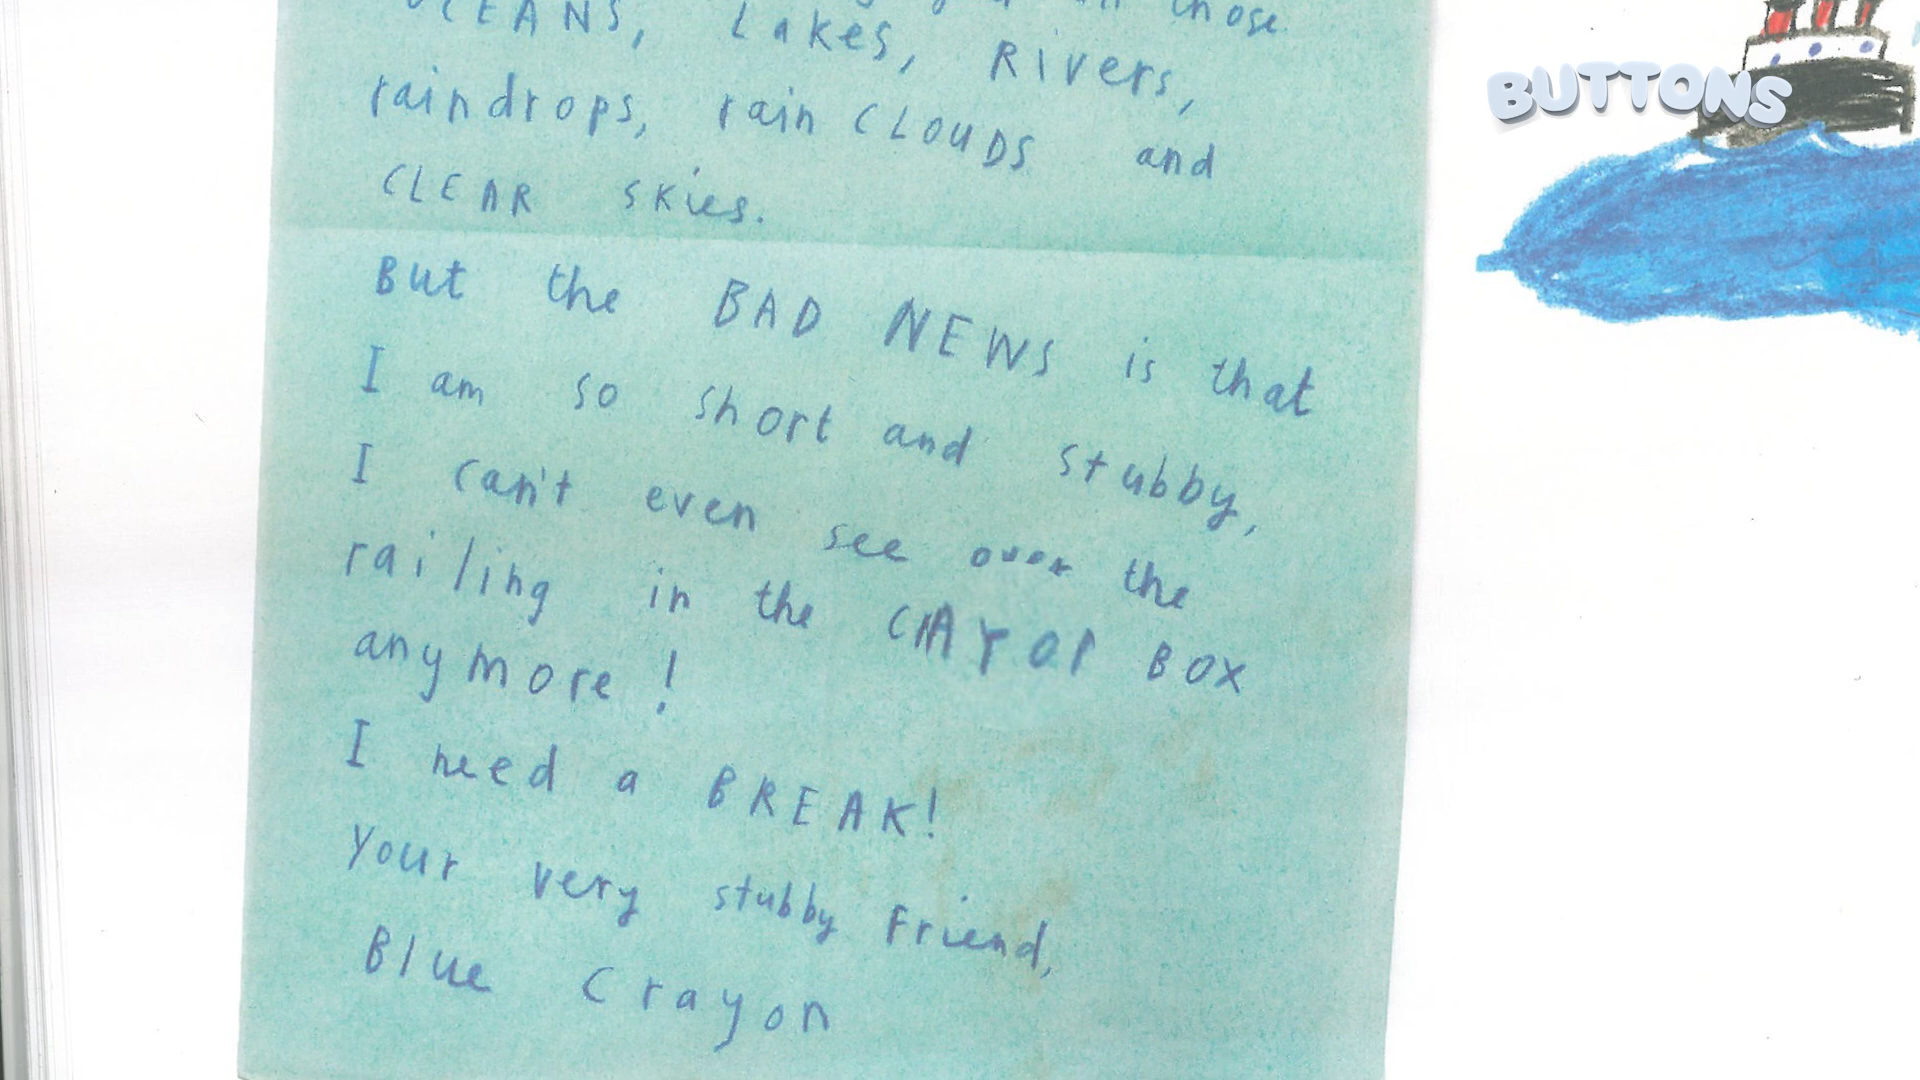 OCEANS, Lakes, Rivers,
raindrops, rain CLOUDS and
CLEAR skies.
But the BAD NEWS is that
I am so short and stubby,
I can't even see over the
railing in the CrAYoN BOX
anymore!
I need a BREAK!
Your very stubby Friend,
Blue Crayon
BUTTONS